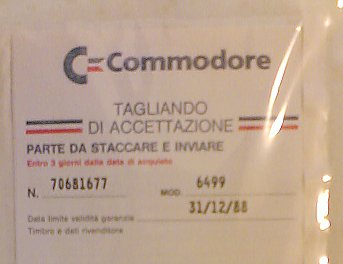 Commodore
TAGLIANDO
DI ACCETTAZIONE
PARTE DA STACCARE E INVIARE
Entro 3 giorni dalla data di acquisto
N. 70681677 MOD. 6499
31/12/88
Data limite validità garanzia
Timbro e dati rivenditore